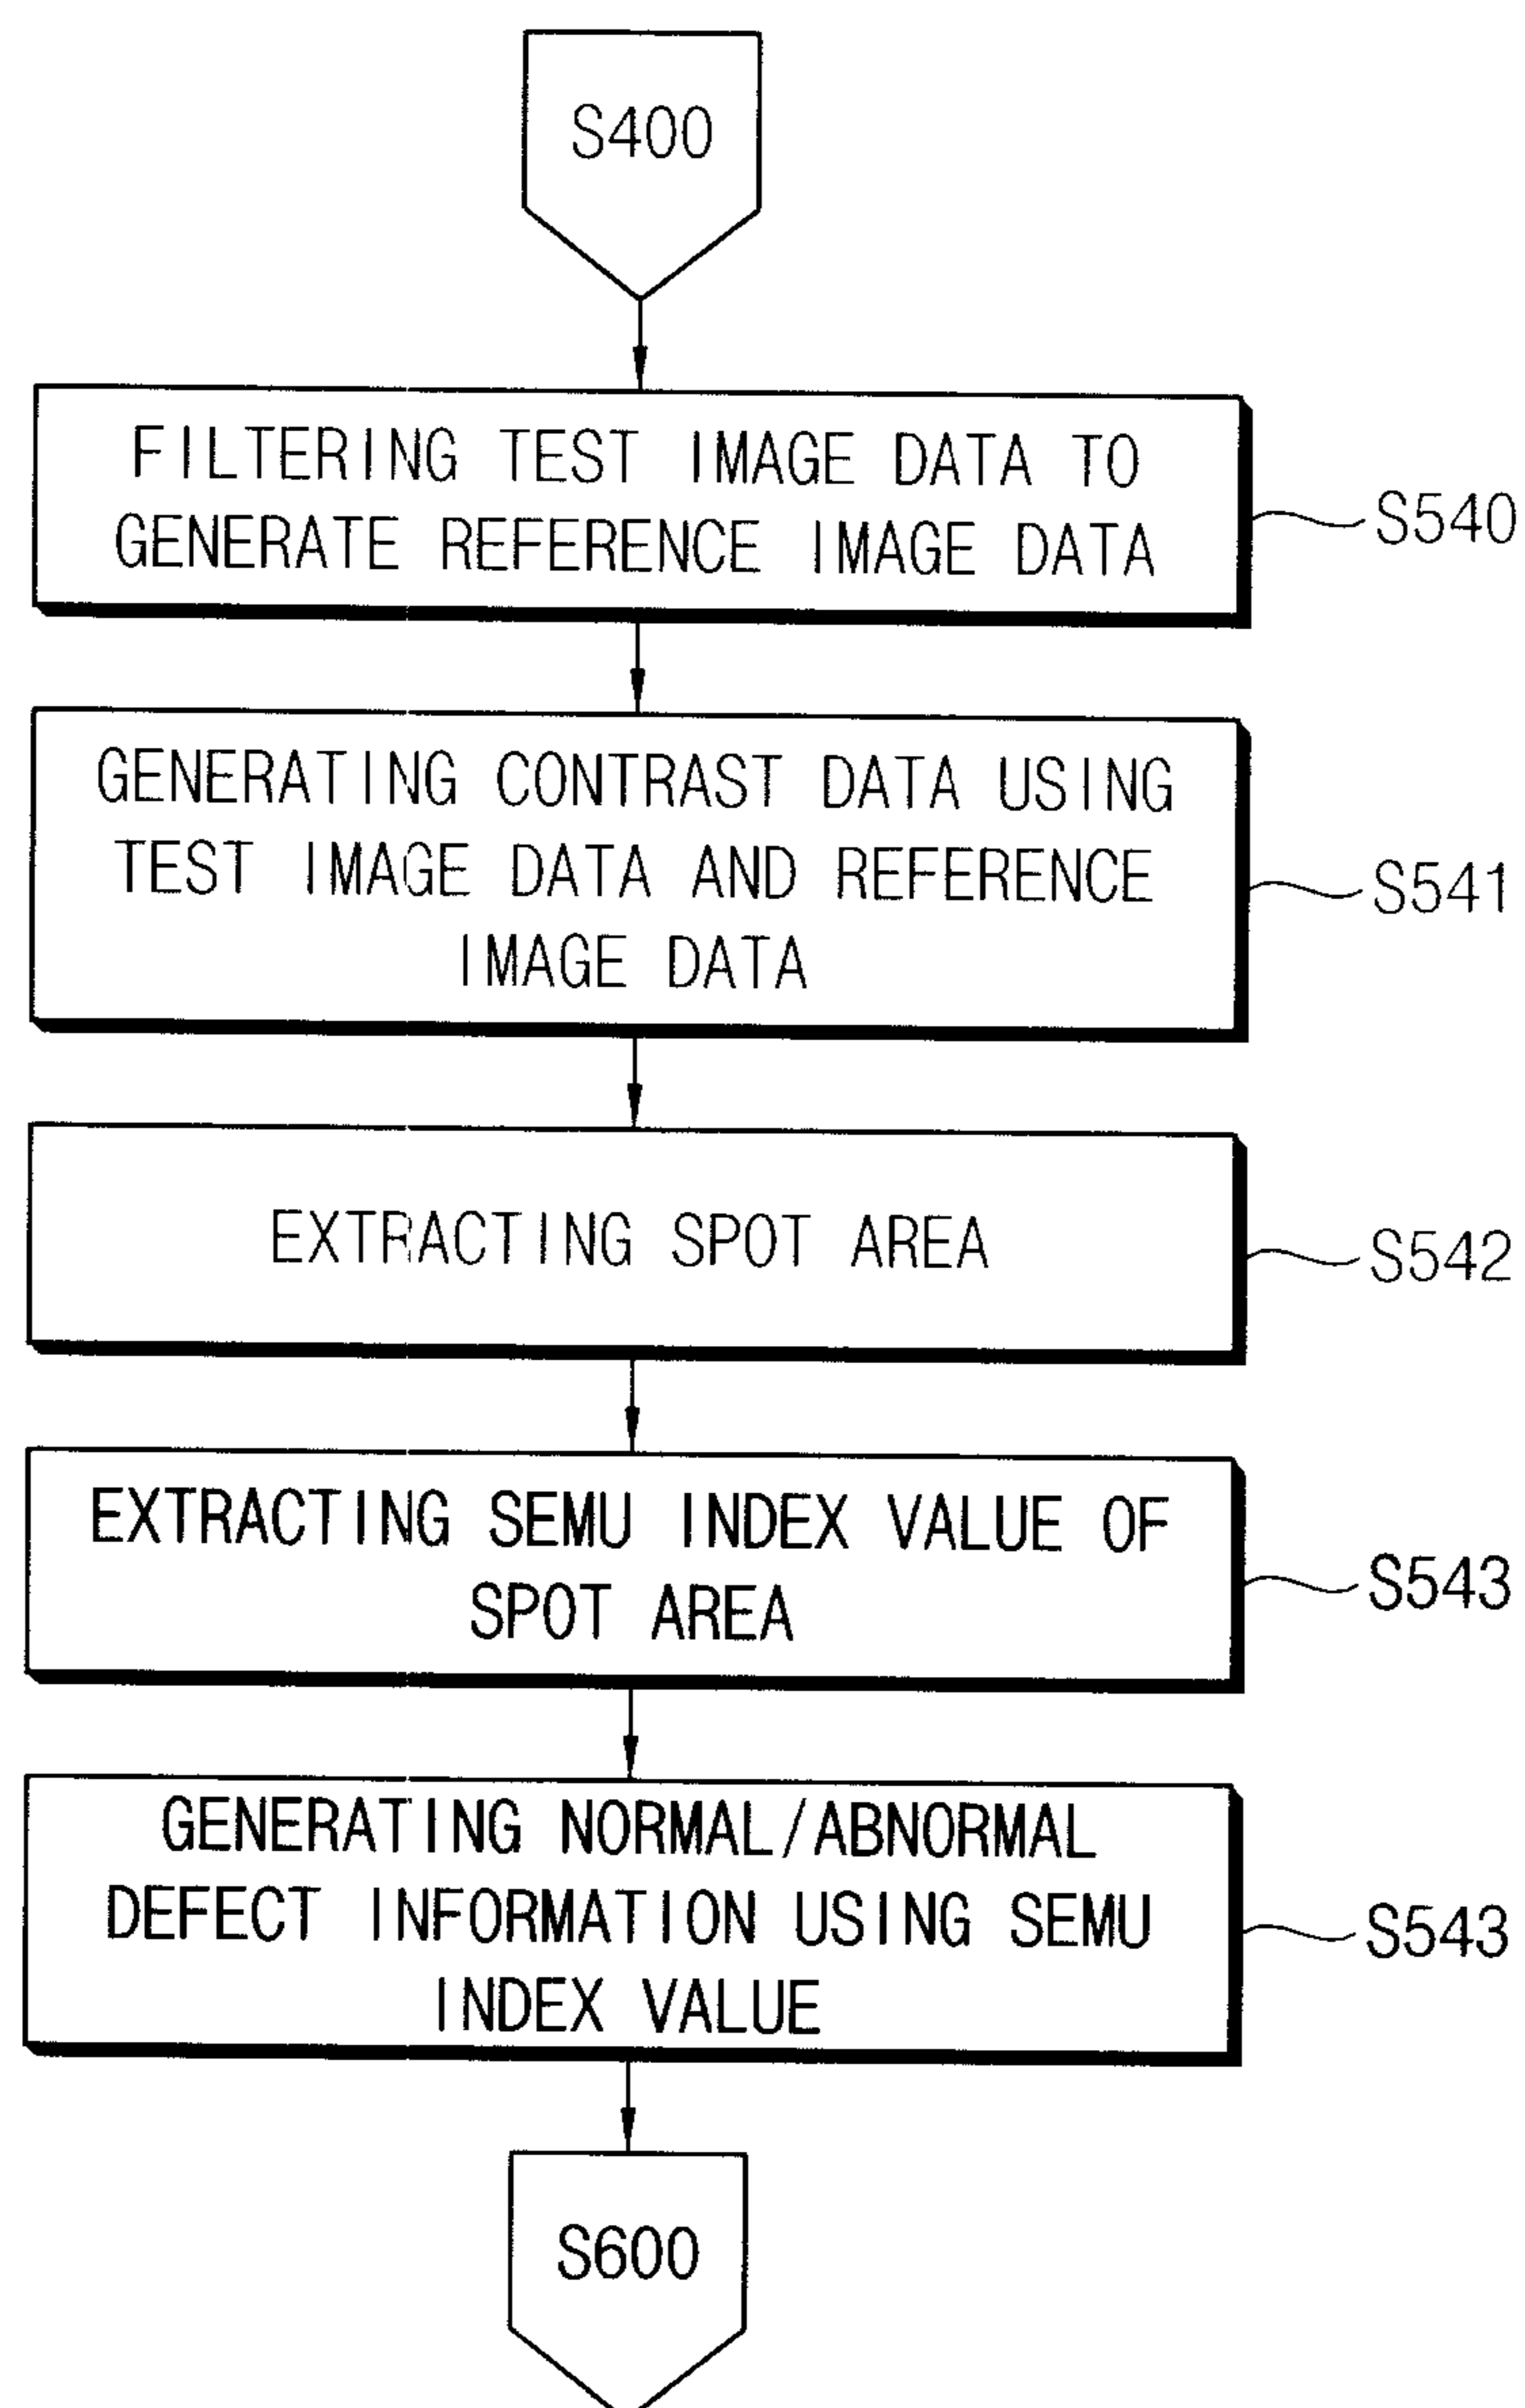 S400
FILTERING TEST IMAGE DATA TO
GENERATE REFERENCE IMAGE DATA
S540
GENERATING CONTRAST DATA USING
TEST IMAGE DATA AND REFERENCE
IMAGE DATA
S541
EXTRACTING SPOT AREA
S542
EXTRACTING SEMU INDEX VALUE OF
SPOT AREA
S543
GENERATING NORMAL/ABNORMAL
DEFECT INFORMATION USING SEMU
INDEX VALUE
S543
S600